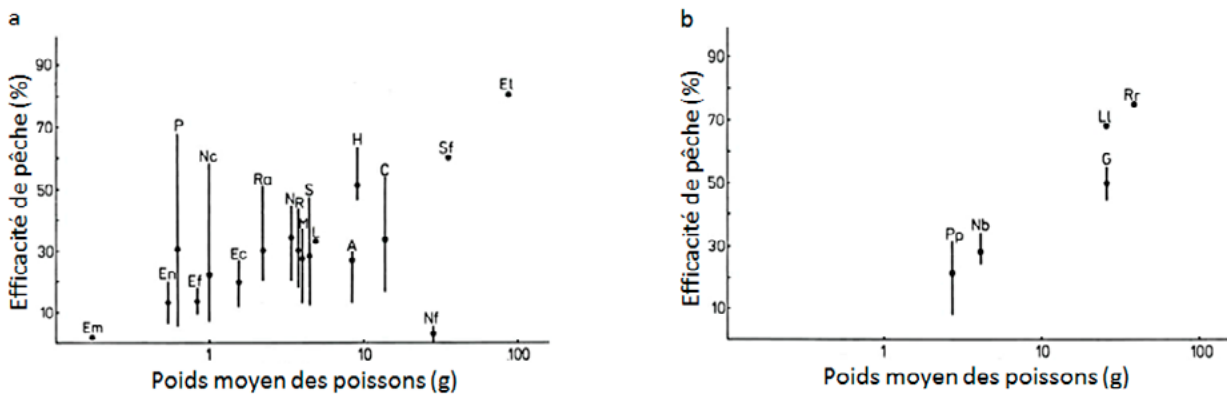 a
Efficacité de pêche (%)
90
70
50
30
10
El
Sf
P
H
Nc
C
Ra
N
R
S
M
L
A
Ec
En
Ef
Em
Nf
1
10
.100
Poids moyen des poissons (g)
b
Efficacité de pêche (%)
90
70
50
30
10
Rr
Ll
G
Nb
Pp
1
10
100
Poids moyen des poissons (g)